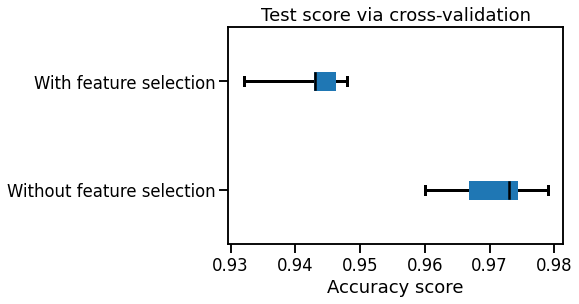 Test score via cross-validation
With feature selection
Without feature selection
0.93 0.94 0.95 0.96 0.97 0.98
Accuracy score